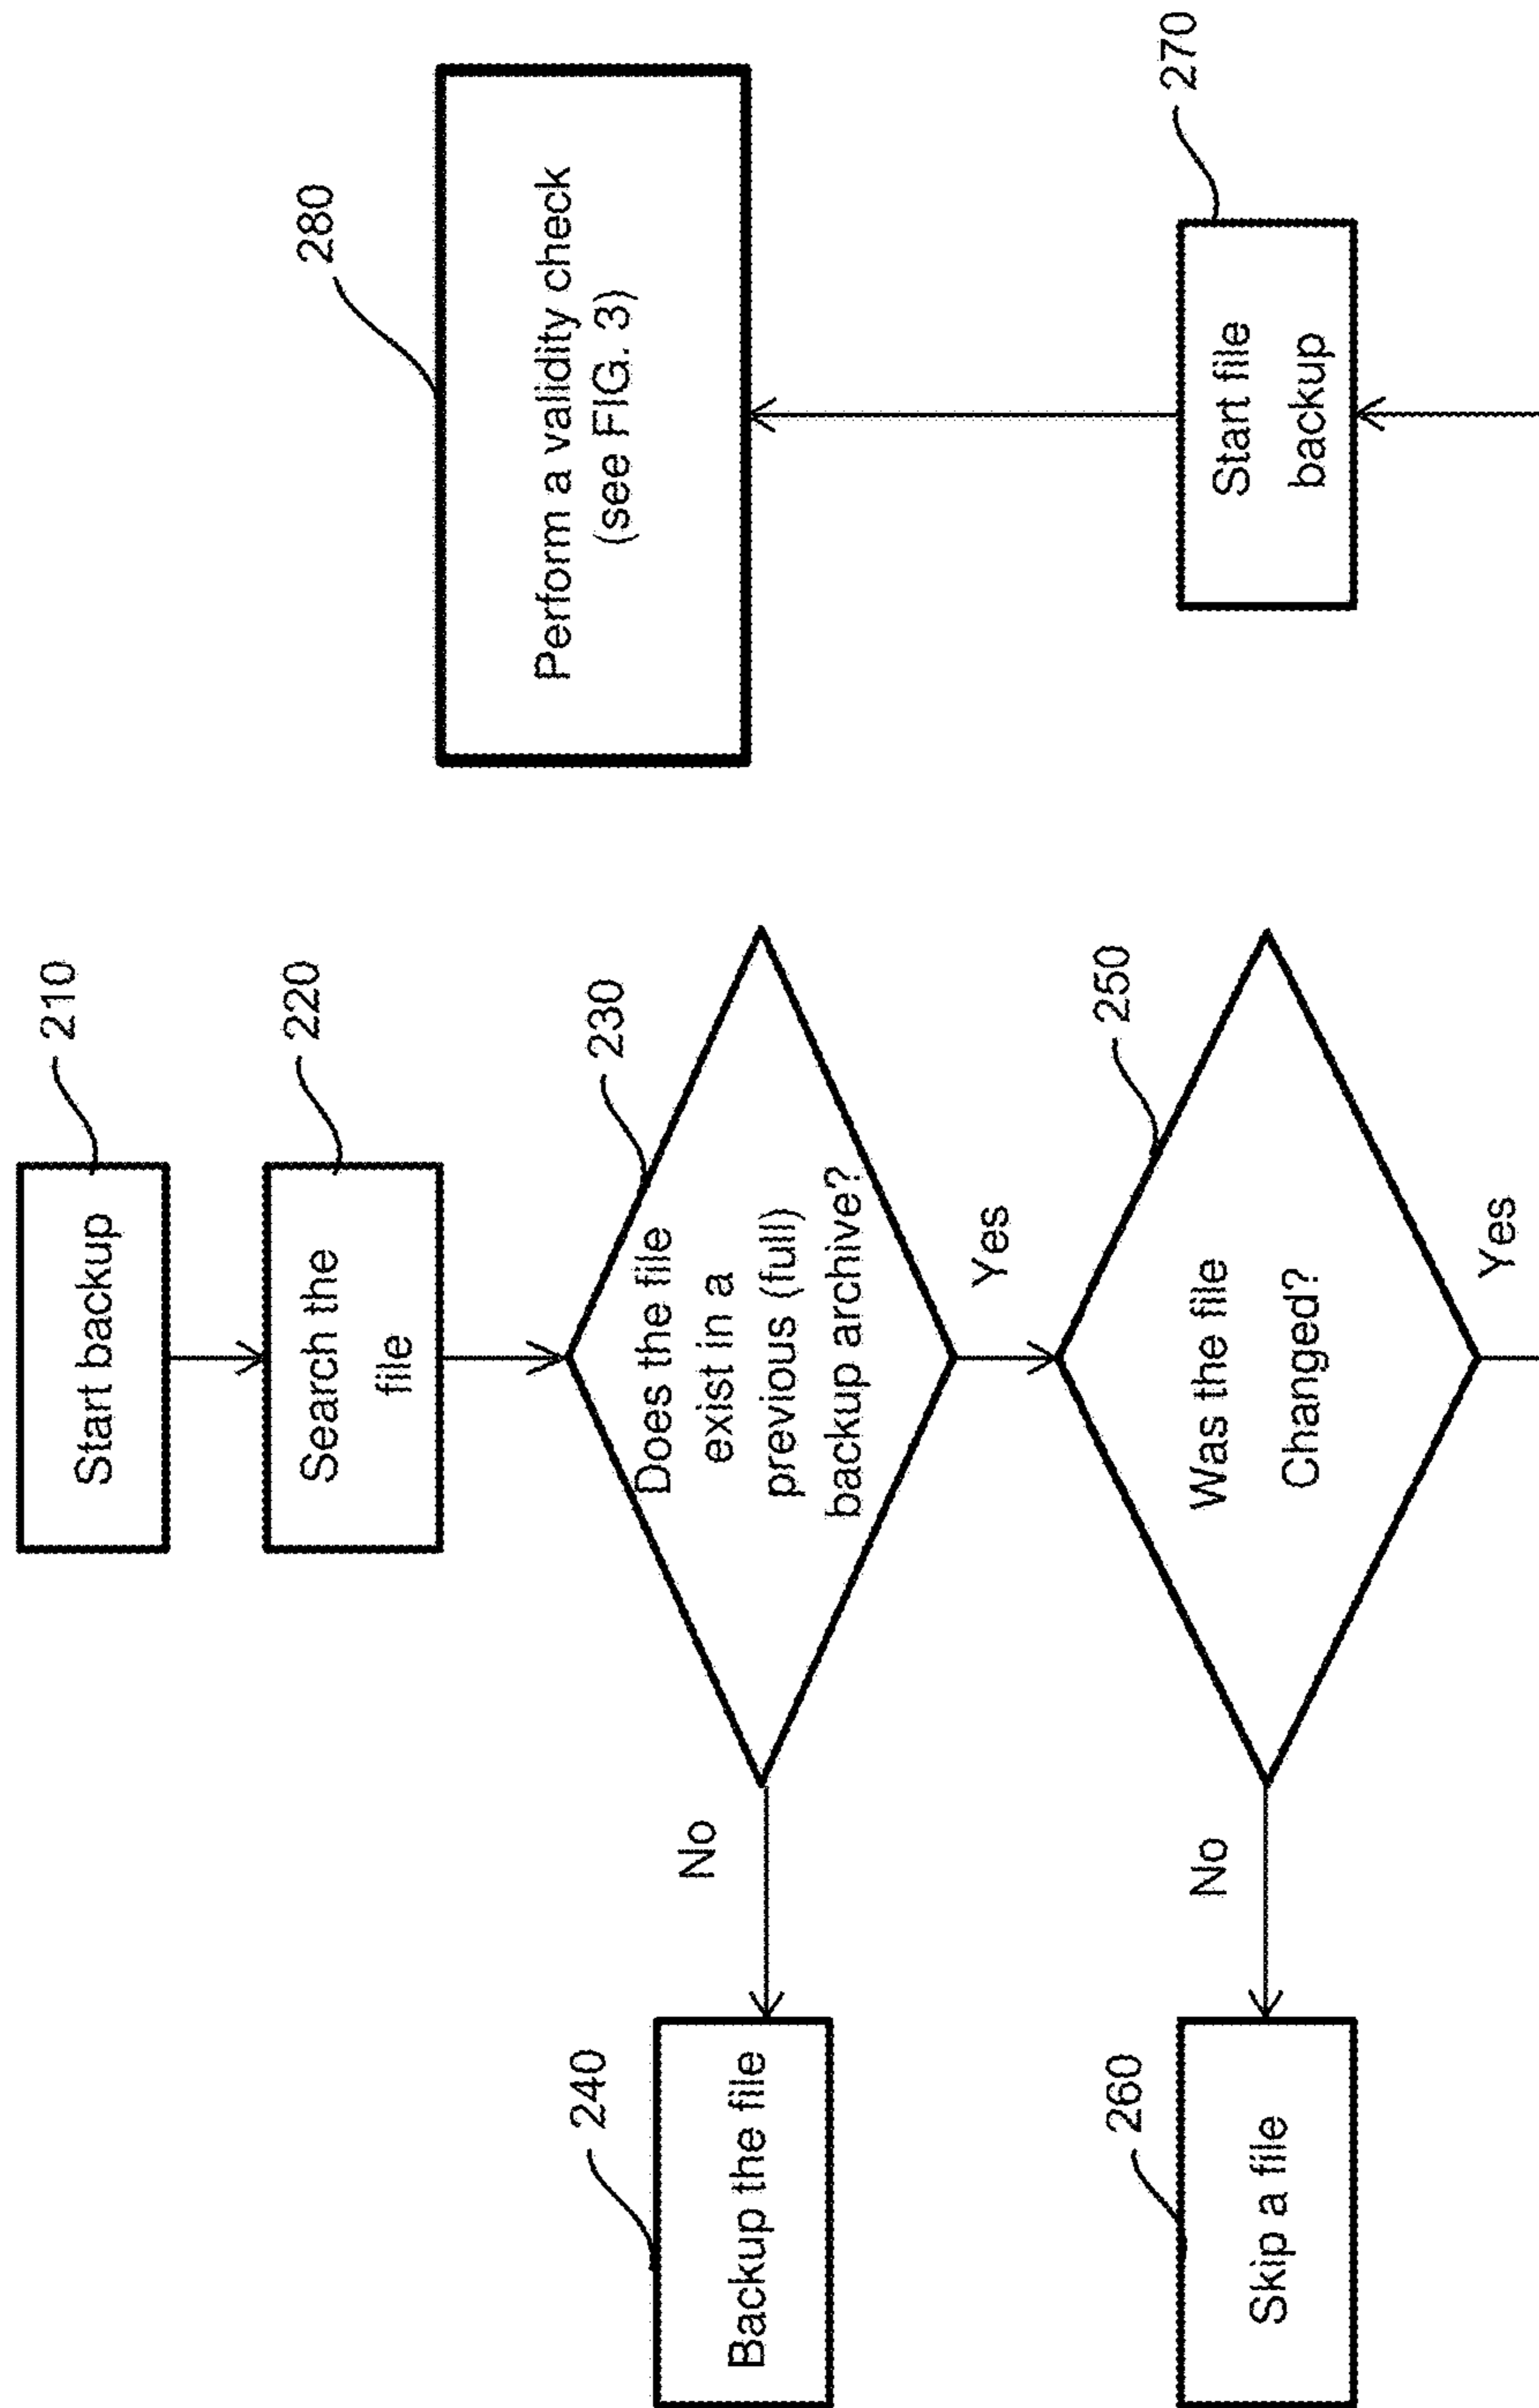 210
Start backup
220
Search the
file
230
Does the file
exist in a
previous (full)
backup archive?
No
Yes
240
Backup the file
250
Was the file
Changed?
No
Yes
260
Skip a file
270
Start file
backup
280
Perform a validity check
(see FIG. 3)